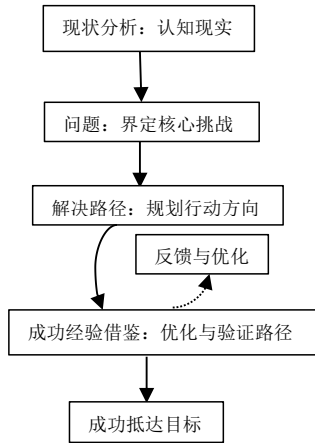 现状分析：认知现实
问题：界定核心挑战
解决路径：规划行动方向
反馈与优化
成功经验借鉴：优化与验证路径
成功抵达目标